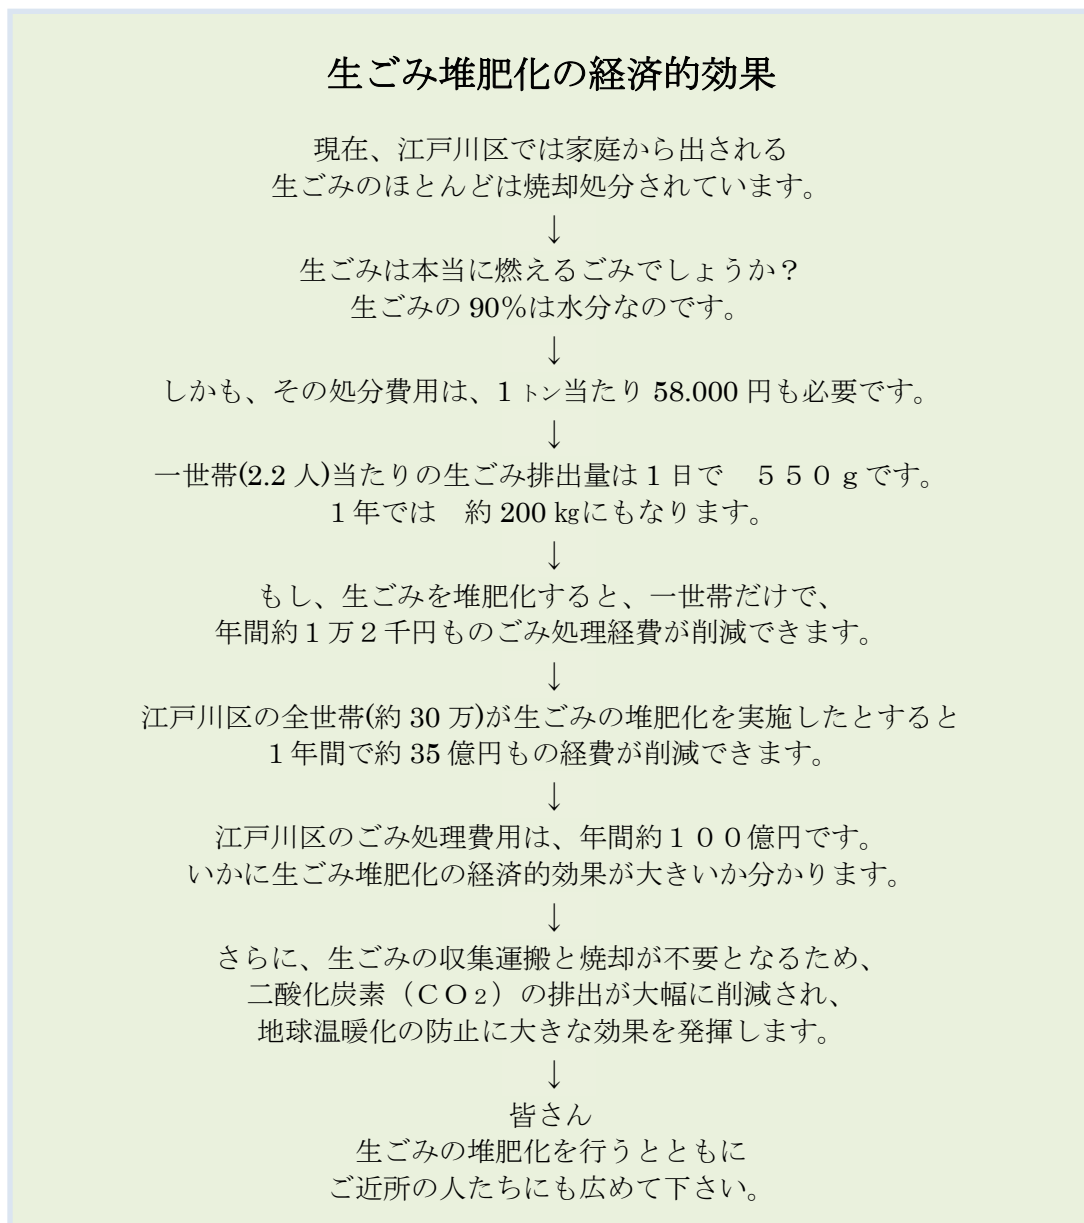 生ごみ堆肥化の経済的効果
現在、江戸川区では家庭から出される
生ごみのほとんどは焼却処分されています。
↓
生ごみは本当に燃えるごみでしょうか？
生ごみの 90％は水分なのです。
↓
しかも、その処分費用は、1 トン当たり 58.000 円も必要です。
↓
一世帯(2.2 人)当たりの生ごみ排出量は１日で　５５０ｇです。
１年では　約 200 ㎏にもなります。
↓
もし、生ごみを堆肥化すると、一世帯だけで、
年間約１万２千円ものごみ処理経費が削減できます。
↓
江戸川区の全世帯(約 30 万)が生ごみの堆肥化を実施したとすると
１年間で約 35 億円もの経費が削減できます。
↓
江戸川区のごみ処理費用は、年間約１００億円です。
いかに生ごみ堆肥化の経済的効果が大きいか分かります。
↓
さらに、生ごみの収集運搬と焼却が不要となるため、
二酸化炭素（ＣＯ２）の排出が大幅に削減され、
地球温暖化の防止に大きな効果を発揮します。
↓
皆さん
生ごみの堆肥化を行うとともに
ご近所の人たちにも広めて下さい。